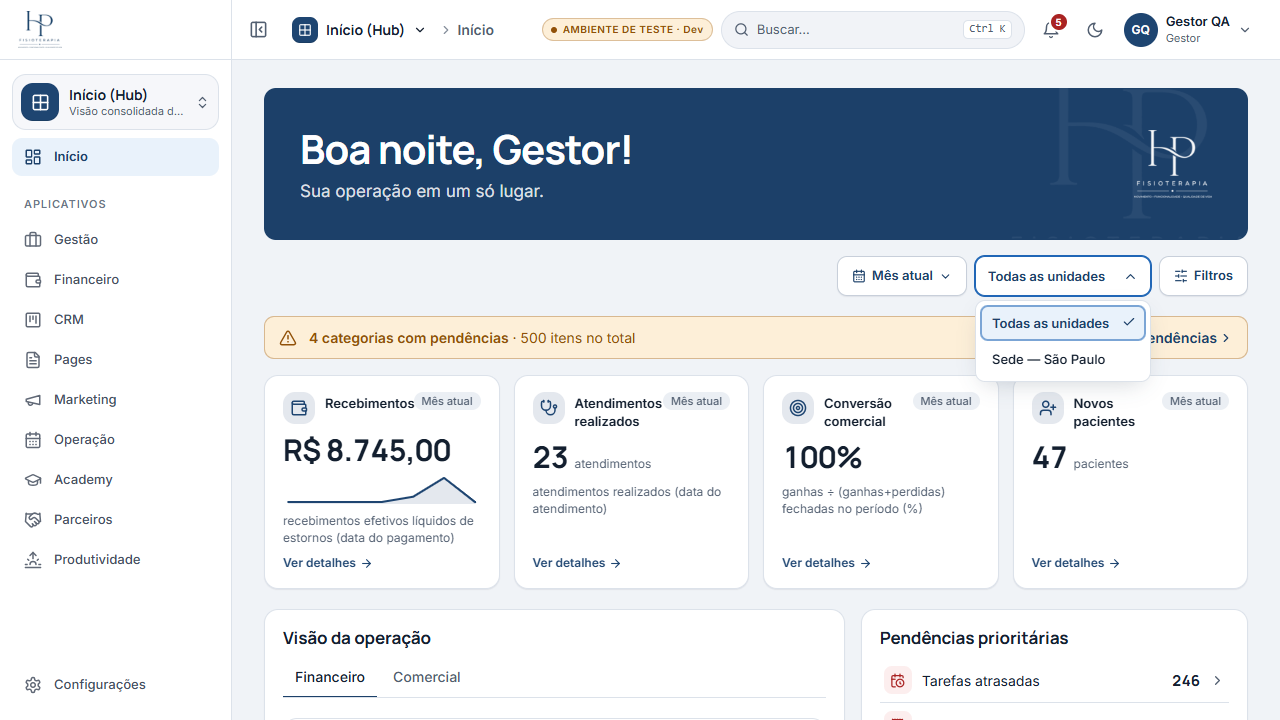 HP
FISIOTERAPIA
Início (Hub)
Início
AMBIENTE DE TESTE · Dev
Buscar...
Ctrl K
5
GQ
Gestor QA
Gestor
Início (Hub)
Visão consolidada d...
Início
APLICATIVOS
Gestão
Financeiro
CRM
Pages
Marketing
Operação
Academy
Parceiros
Produtividade
Configurações
Boa noite, Gestor!
Sua operação em um só lugar.
HP
FISIOTERAPIA
Mês atual
Todas as unidades
Filtros
Todas as unidades
Sede — São Paulo
4 categorias com pendências · 500 itens no total
endências
Recebimentos
Mês atual
R$ 8.745,00
recebimentos efetivos líquidos de
estornos (data do pagamento)
Ver detalhes
Atendimentos
realizados
Mês atual
23 atendimentos
atendimentos realizados (data do
atendimento)
Ver detalhes
Conversão
comercial
Mês atual
100%
ganhas ÷ (ganhas+perdidas)
fechadas no período (%)
Ver detalhes
Novos
pacientes
Mês atual
47 pacientes
Ver detalhes
Visão da operação
Financeiro
Comercial
Pendências prioritárias
Tarefas atrasadas
246